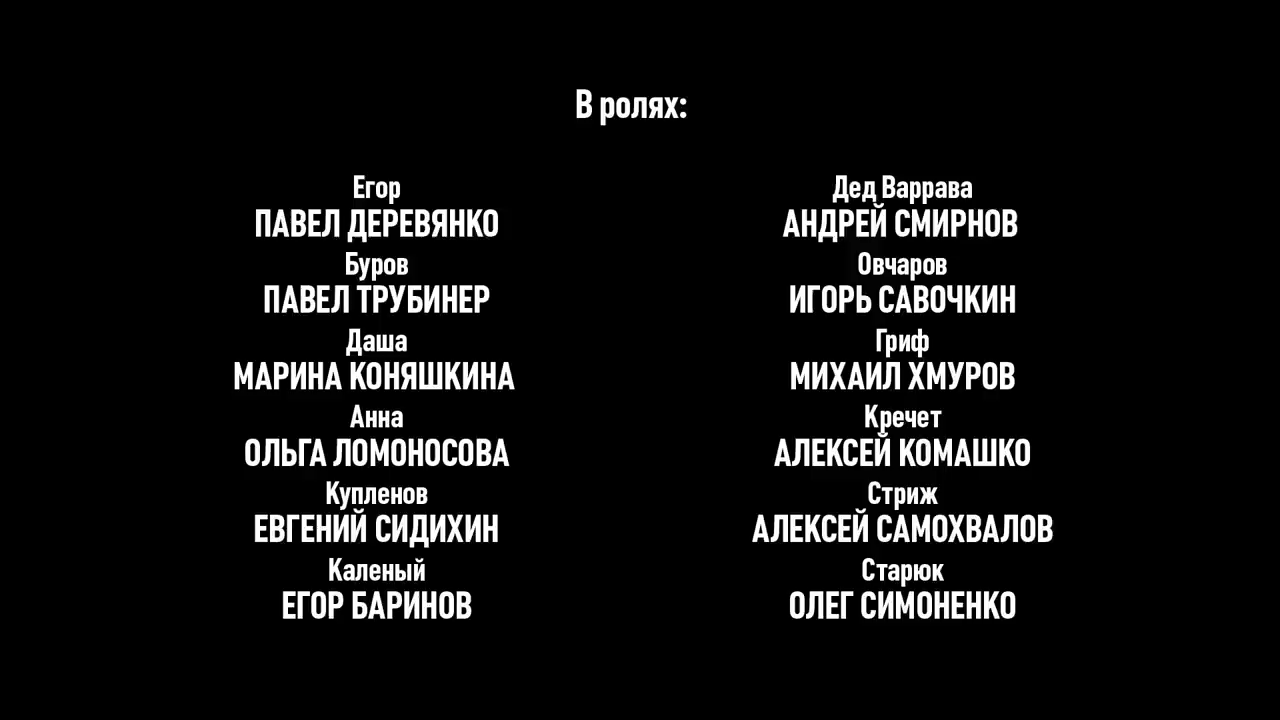 В ролях:
Егор
ПАВЕЛ ДЕРЕВЯНКО
Буров
ПАВЕЛ ТРУБИНЕР
Даша
МАРИНА КОНЯШКИНА
Анна
ОЛЬГА ЛОМОНОСОВА
Купленов
ЕВГЕНИЙ СИДИХИН
Каленый
ЕГОР БАРИНОВ
Дед Варрава
АНДРЕЙ СМИРНОВ
Овчаров
ИГОРЬ САВОЧКИН
Гриф
МИХАИЛ ХМУРОВ
Кречет
АЛЕКСЕЙ КОМАШКО
Стриж
АЛЕКСЕЙ САМОХВАЛОВ
Старюк
ОЛЕГ СИМОНЕНКО